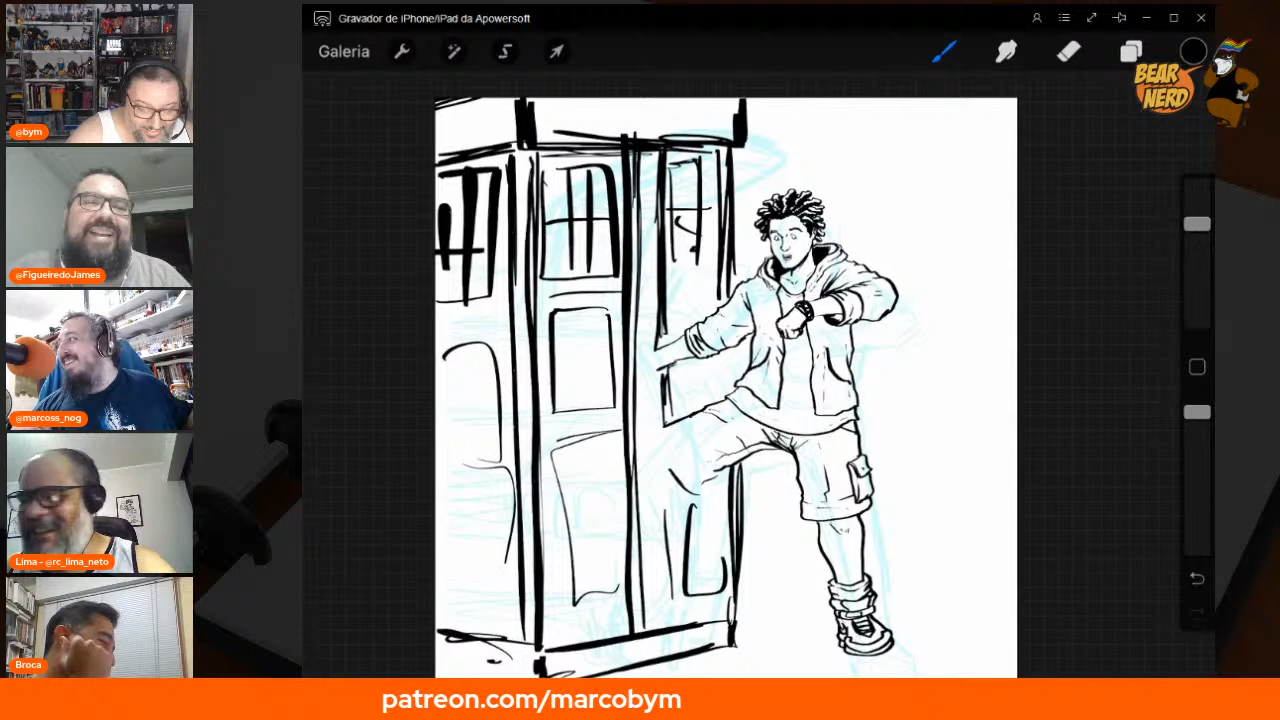 Gravador de iPhone/iPad da Apowersoft
Galeria
BEAR
NERD
@bym
@FigueiredoJames
@marcoss_nog
Lima - @rc_lima_neto
Broca
patreon.com/marcobym